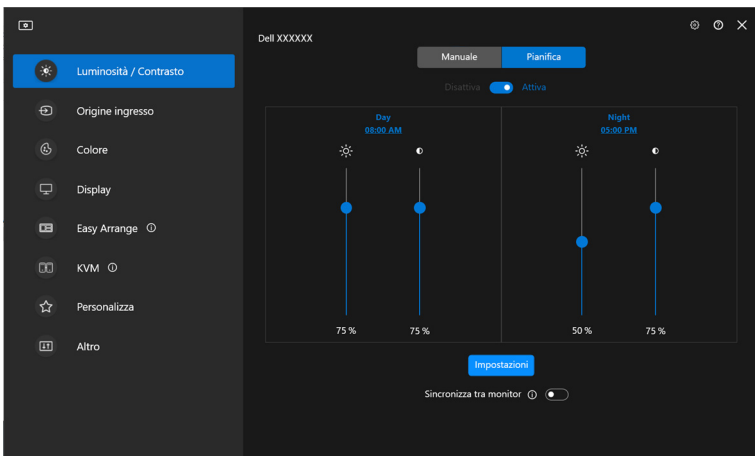 Dell XXXXXX
Manuale Pianifica
Disattiva Attiva
Luminosità / Contrasto
Origine ingresso
Colore
Display
Easy Arrange
KVM
Personalizza
Altro
Day
08:00 AM
75 % 75 %
Night
05:00 PM
50 % 75 %
Impostazioni
Sincronizza tra monitor